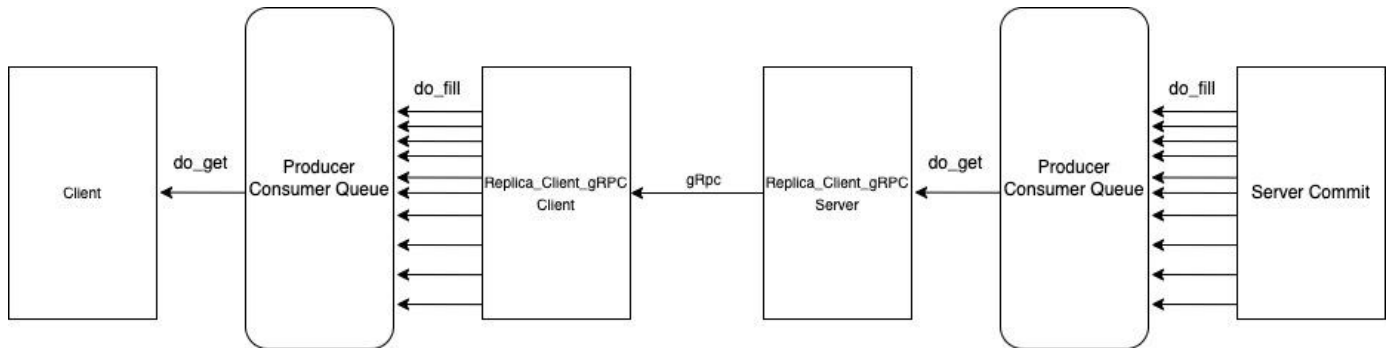 do_fill
do_fill
do_get
Producer
Consumer Queue
Client
Replica_Client_gRPC
Client
gRpc
Replica_Client_gRPC
Server
do_get
Producer
Consumer Queue
Server Commit